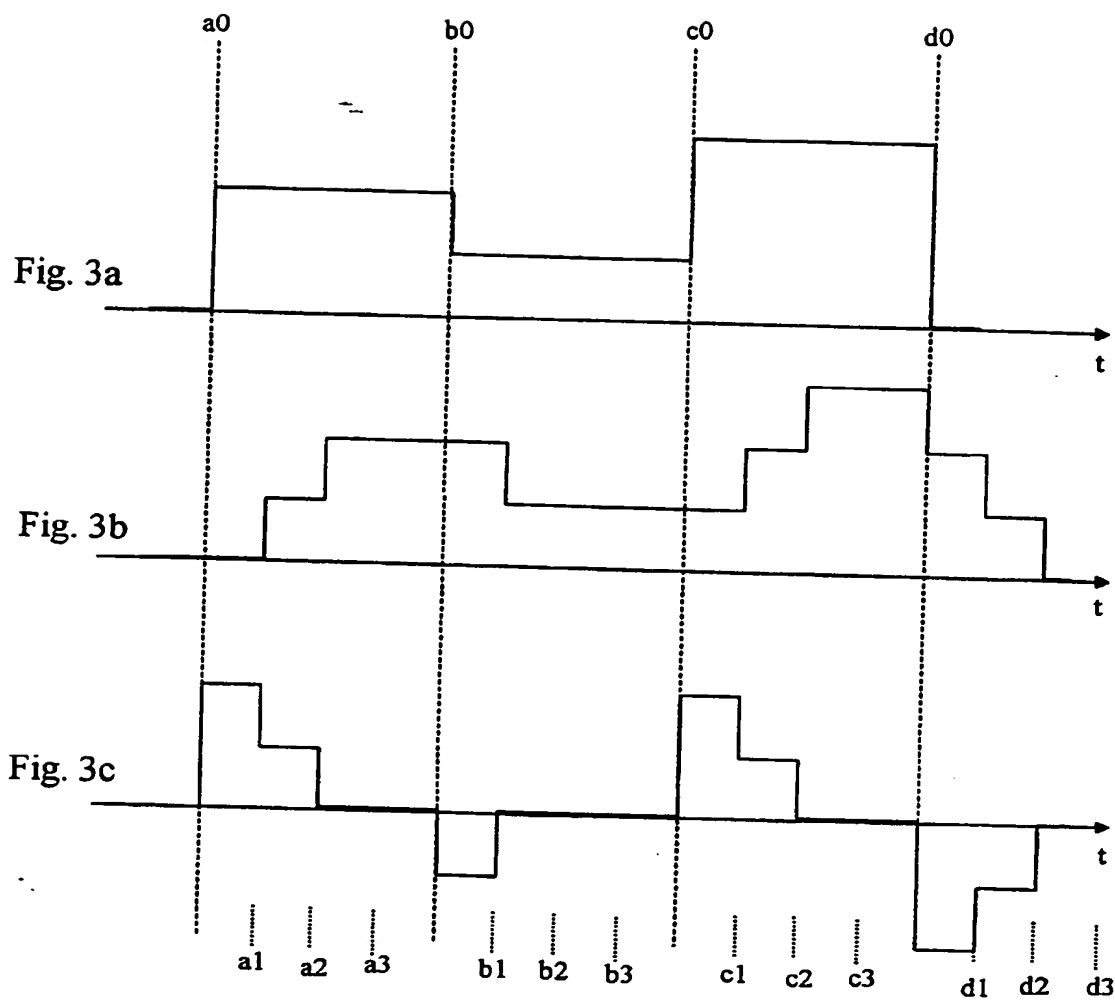 a0 b0 c0 d0
Fig. 3a
t
Fig. 3b
t
Fig. 3c
t
a1 a2 a3 b1 b2 b3 c1 c2 c3 d1 d2 d3